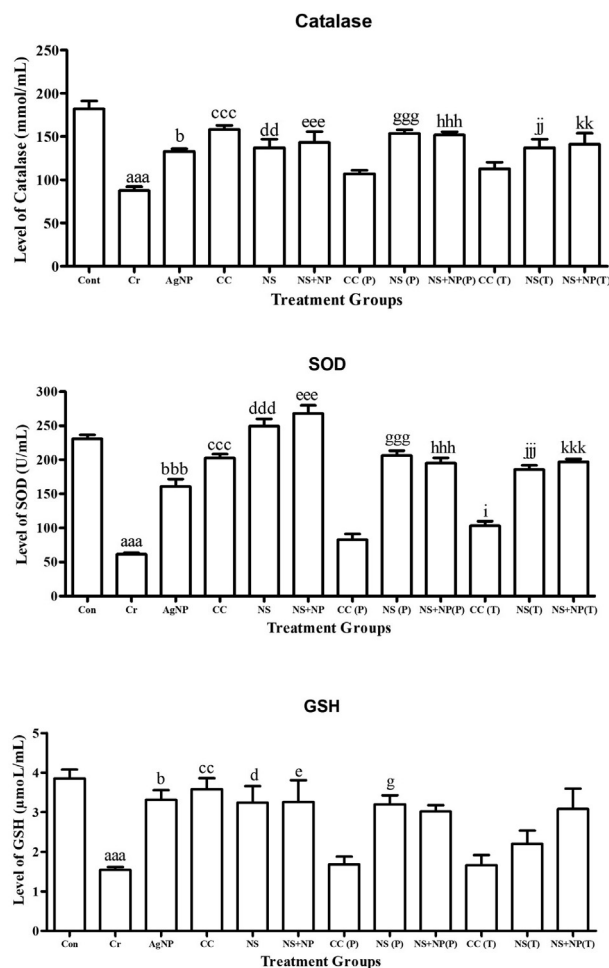 Catalase
Level of Catalase (mmol/mL)
250
200
150
100
50
0
aaa
b
ccc
dd
eee
ggg
hhh
jj
kk
Cont Cr AgNP CC NS NS+NP CC (P) NS (P) NS+NP(P) CC (T) NS(T) NS+NP(T)
Treatment Groups
SOD
Level of SOD (U/mL)
300
250
200
150
100
50
0
aaa
bbb
ccc
ddd
eee
ggg
hhh
i
jjj
kkk
Con Cr AgNP CC NS NS+NP CC (P) NS (P) NS+NP(P) CC (T) NS(T) NS+NP(T)
Treatment Groups
GSH
Level of GSH (µmoL/mL)
5
4
3
2
1
0
aaa
b
cc
d
e
g
Con Cr AgNP CC NS NS+NP CC (P) NS (P) NS+NP(P) CC (T) NS(T) NS+NP(T)
Treatment Groups